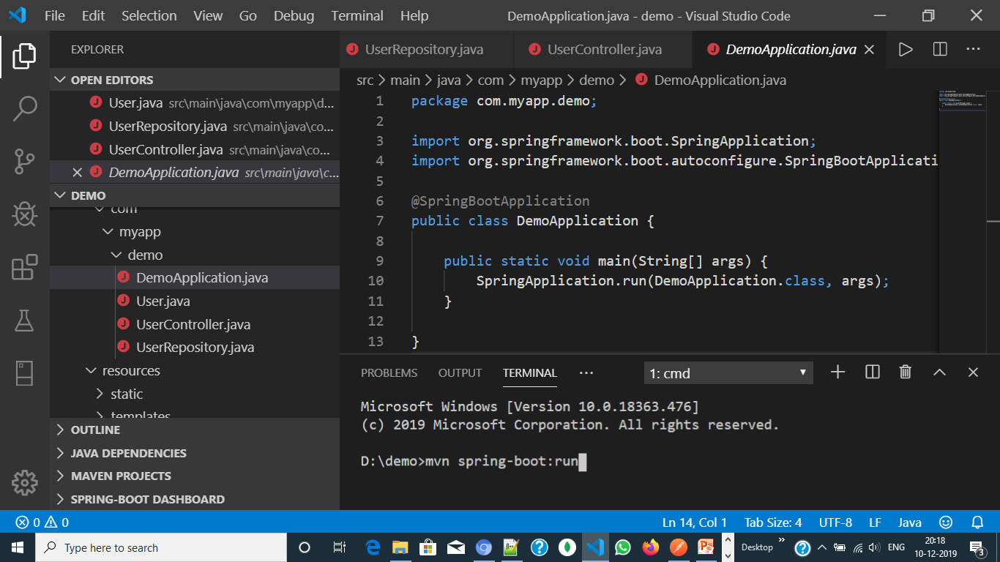 File Edit Selection View Go Debug Terminal Help DemoApplication.java - demo - Visual Studio Code
EXPLORER
OPEN EDITORS
User.java src\main\java\com\myapp\d...
UserRepository.java src\main\java\co...
UserController.java src\main\java\co...
DemoApplication.java src\main\java\c...
DEMO
com
myapp
demo
DemoApplication.java
User.java
UserController.java
UserRepository.java
resources
static
templates
OUTLINE
JAVA DEPENDENCIES
MAVEN PROJECTS
SPRING-BOOT DASHBOARD
UserRepository.java UserController.java DemoApplication.java
src > main > java > com > myapp > demo > DemoApplication.java
1 package com.myapp.demo;
2
3 import org.springframework.boot.SpringApplication;
4 import org.springframework.boot.autoconfigure.SpringBootApplicati
5
6 @SpringBootApplication
7 public class DemoApplication {
8
9 public static void main(String[] args) {
10 SpringApplication.run(DemoApplication.class, args);
11 }
12
13 }
PROBLEMS OUTPUT TERMINAL ... 1: cmd
Microsoft Windows [Version 10.0.18363.476]
(c) 2019 Microsoft Corporation. All rights reserved.
D:\demo>mvn spring-boot:run
0 0 Ln 14, Col 1 Tab Size: 4 UTF-8 LF Java
Type here to search Desktop ENG 20:18
10-12-2019 3